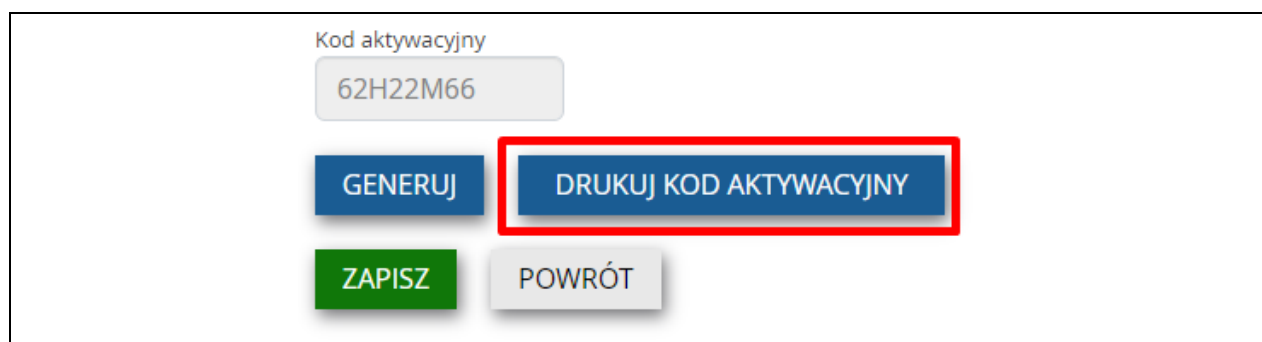 Kod aktywacyjny
62H22M66
GENERUJ DRUKUJ KOD AKTYWACYJNY
ZAPISZ POWRÓT